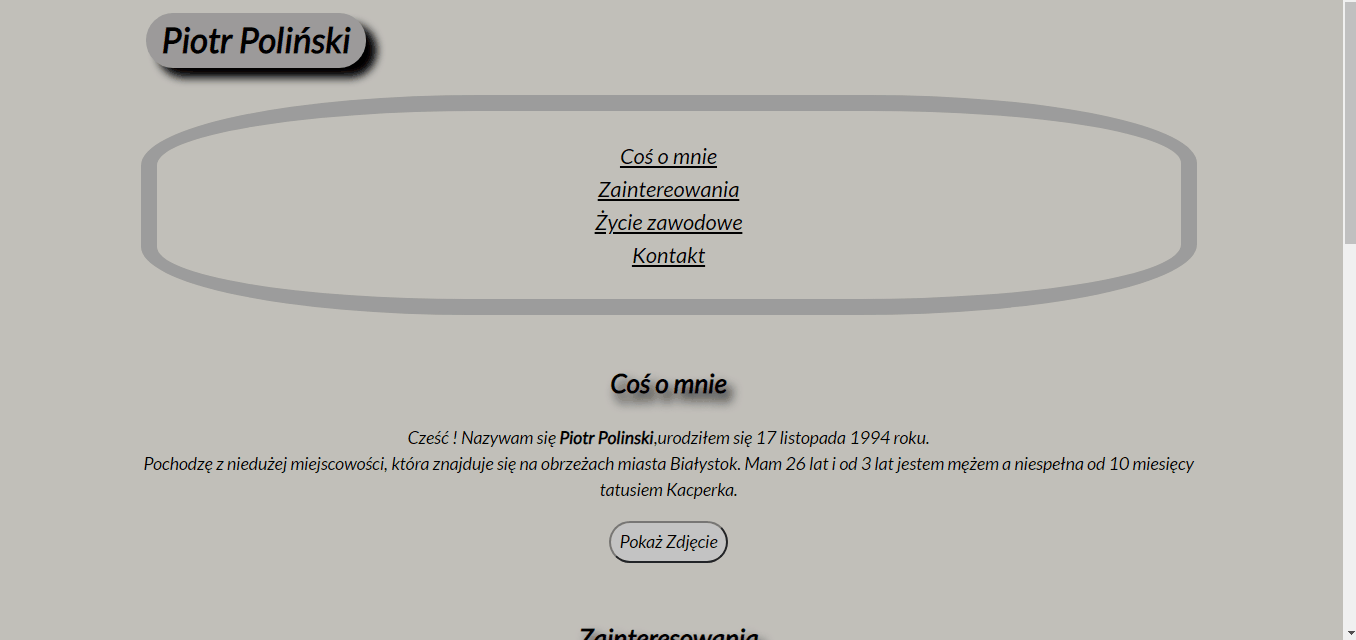 Piotr Poliński
Coś o mnie
Zaintereowania
Życie zawodowe
Kontakt
Coś o mnie
Cześć ! Nazywam się Piotr Polinski,urodziłem się 17 listopada 1994 roku.
Pochodzę z niedużej miejscowości, która znajduje się na obrzeżach miasta Białystok. Mam 26 lat i od 3 lat jestem mężem a niespełna od 10 miesięcy
tatusiem Kacperka.
Pokaż Zdjęcie
Zainteresowania